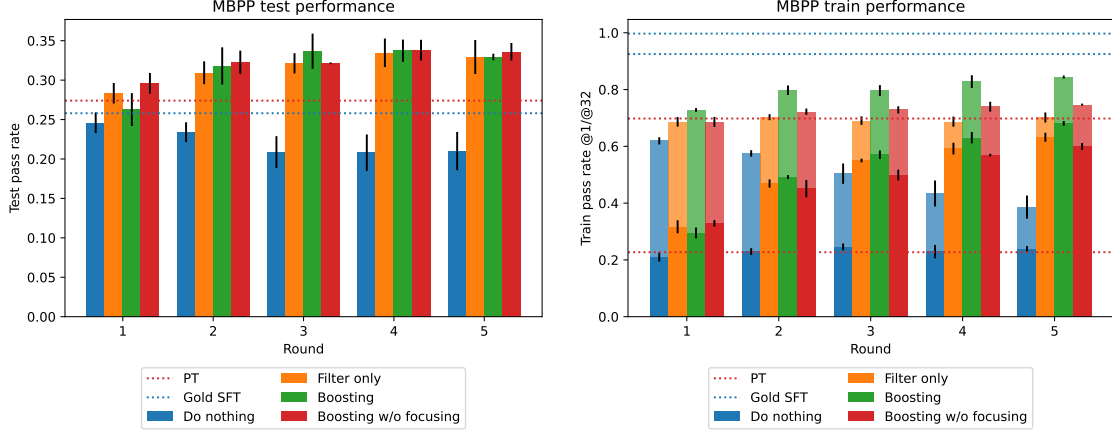 MBPP test performance
Test pass rate
0.35
0.30
0.25
0.20
0.15
0.10
0.05
0.00
1 2 3 4 5
Round
PT
Gold SFT
Do nothing
Filter only
Boosting
Boosting w/o focusing
MBPP train performance
Train pass rate @1/@32
1.0
0.8
0.6
0.4
0.2
0.0
1 2 3 4 5
Round
PT
Gold SFT
Do nothing
Filter only
Boosting
Boosting w/o focusing